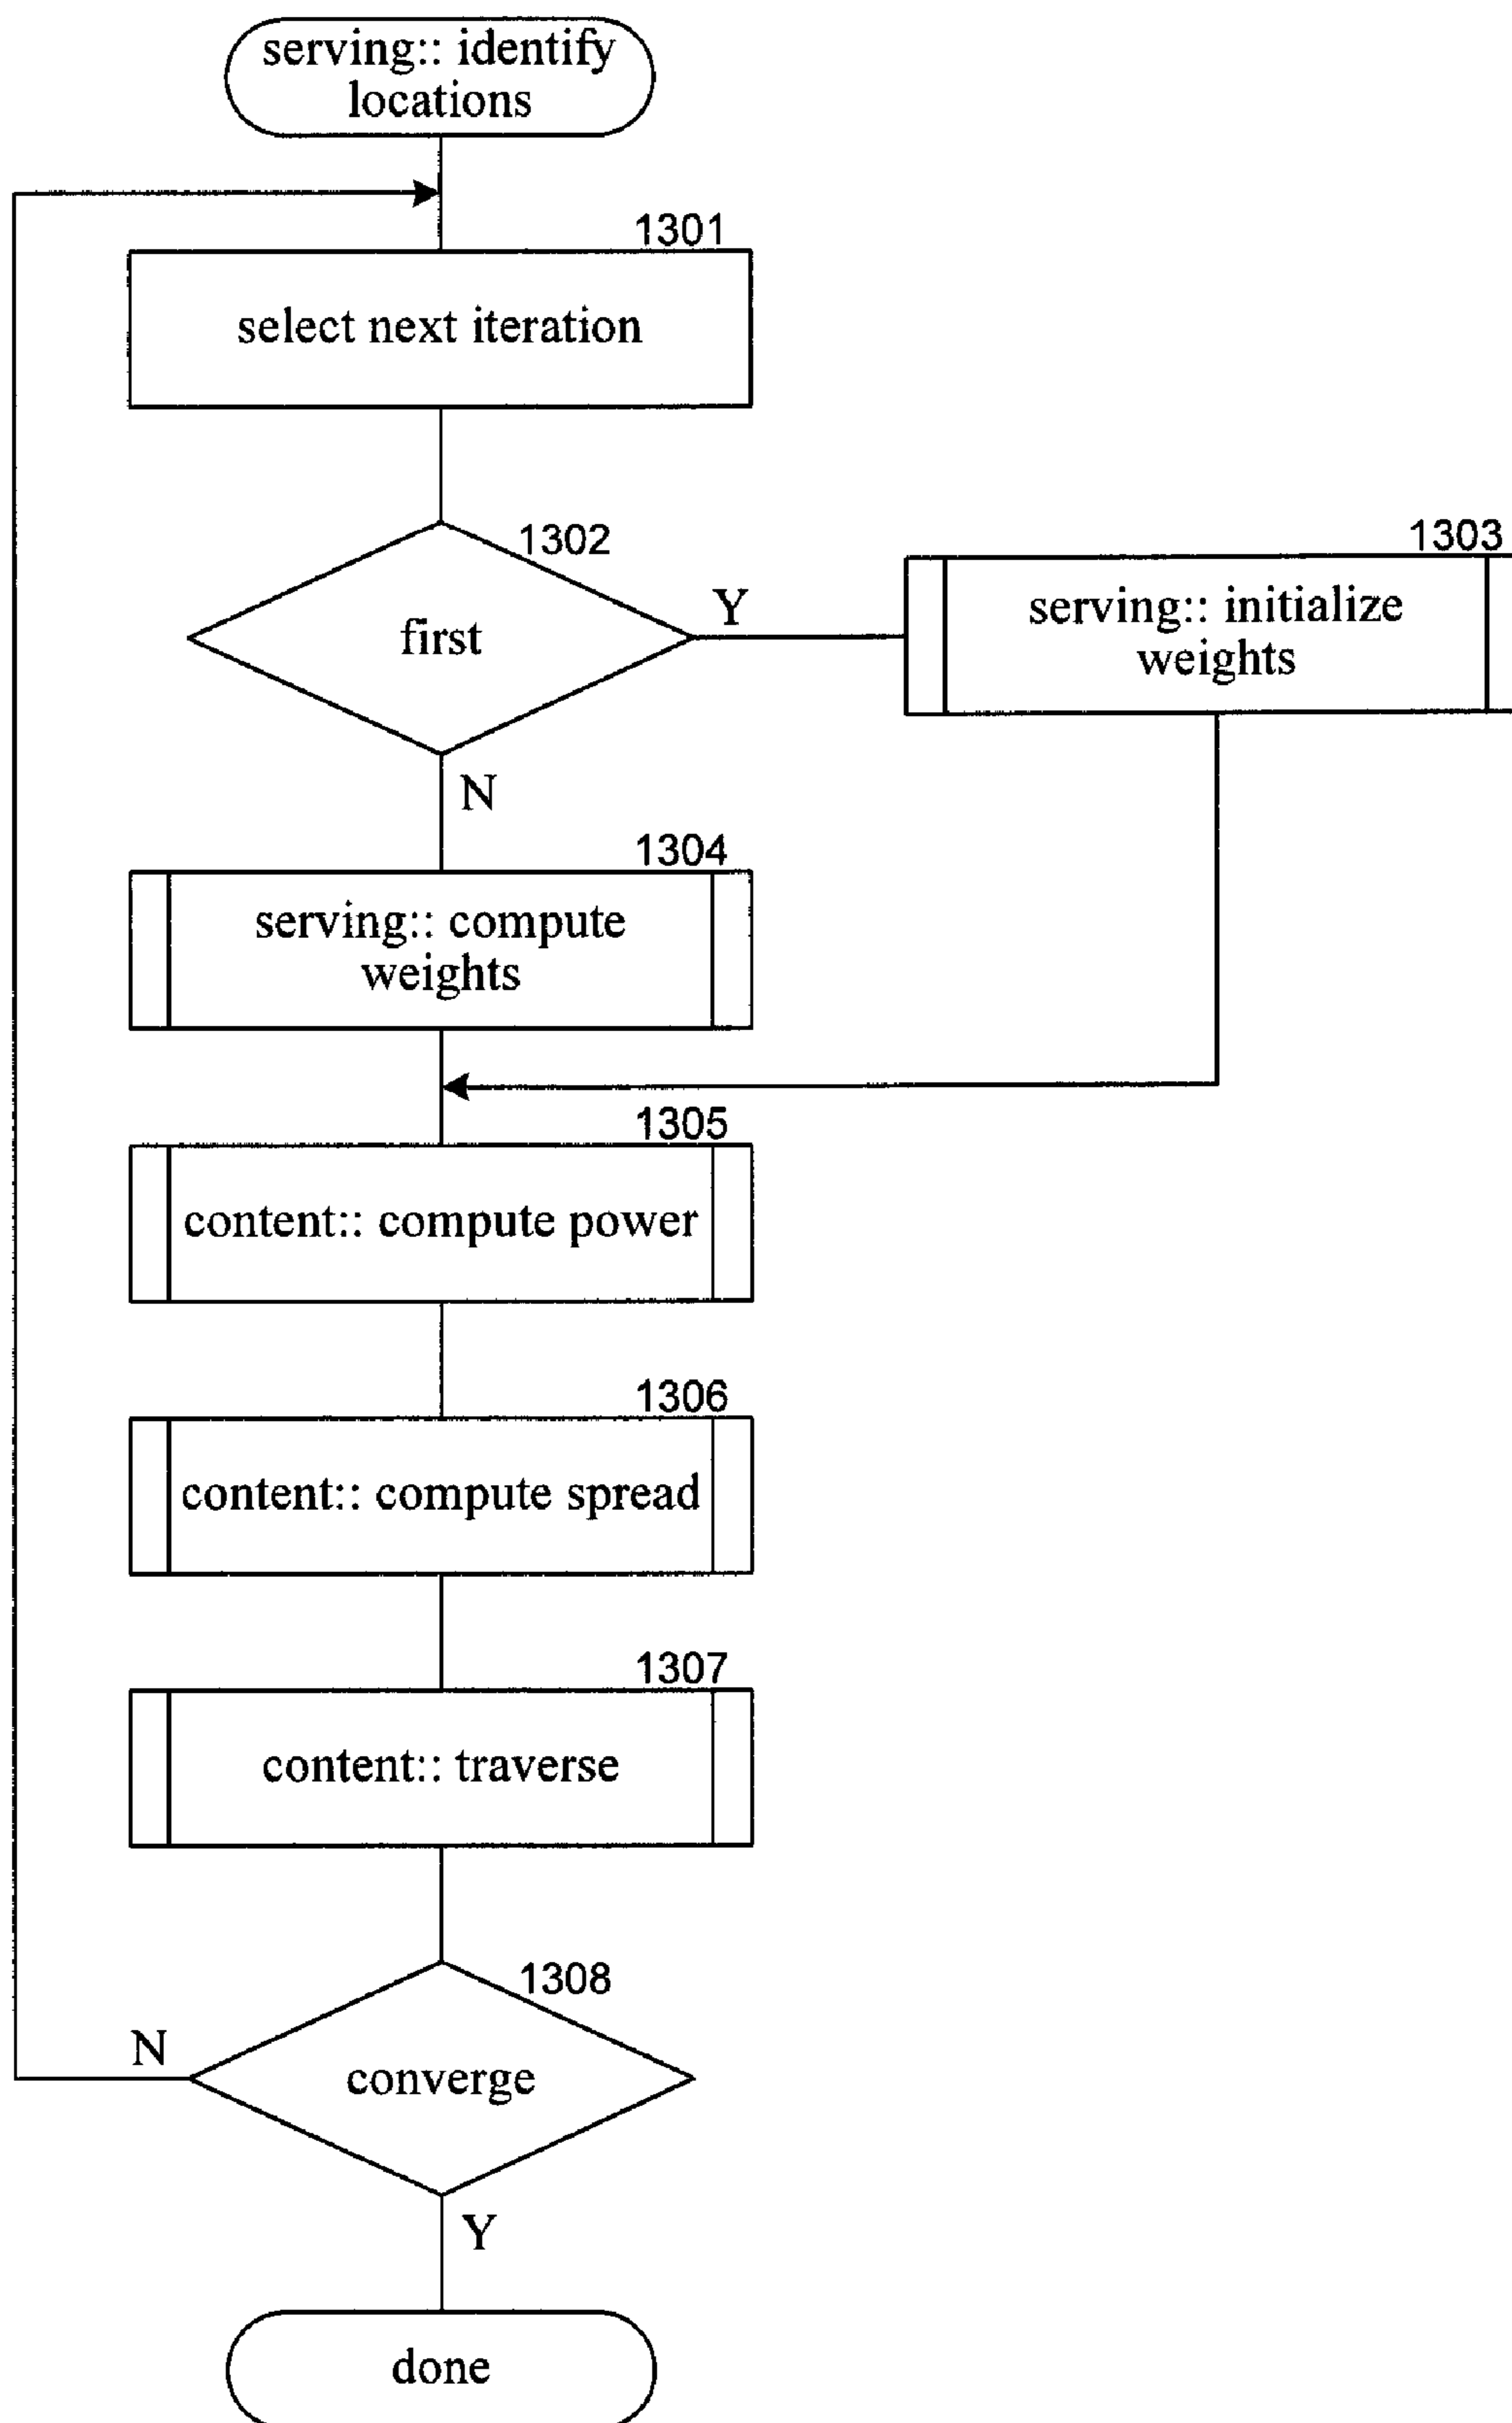 serving:: identify
locations
1301
select next iteration
1302
first
Y
1303
serving:: initialize
weights
N
1304
serving:: compute
weights
1305
content:: compute power
1306
content:: compute spread
1307
content:: traverse
1308
converge
N
Y
done